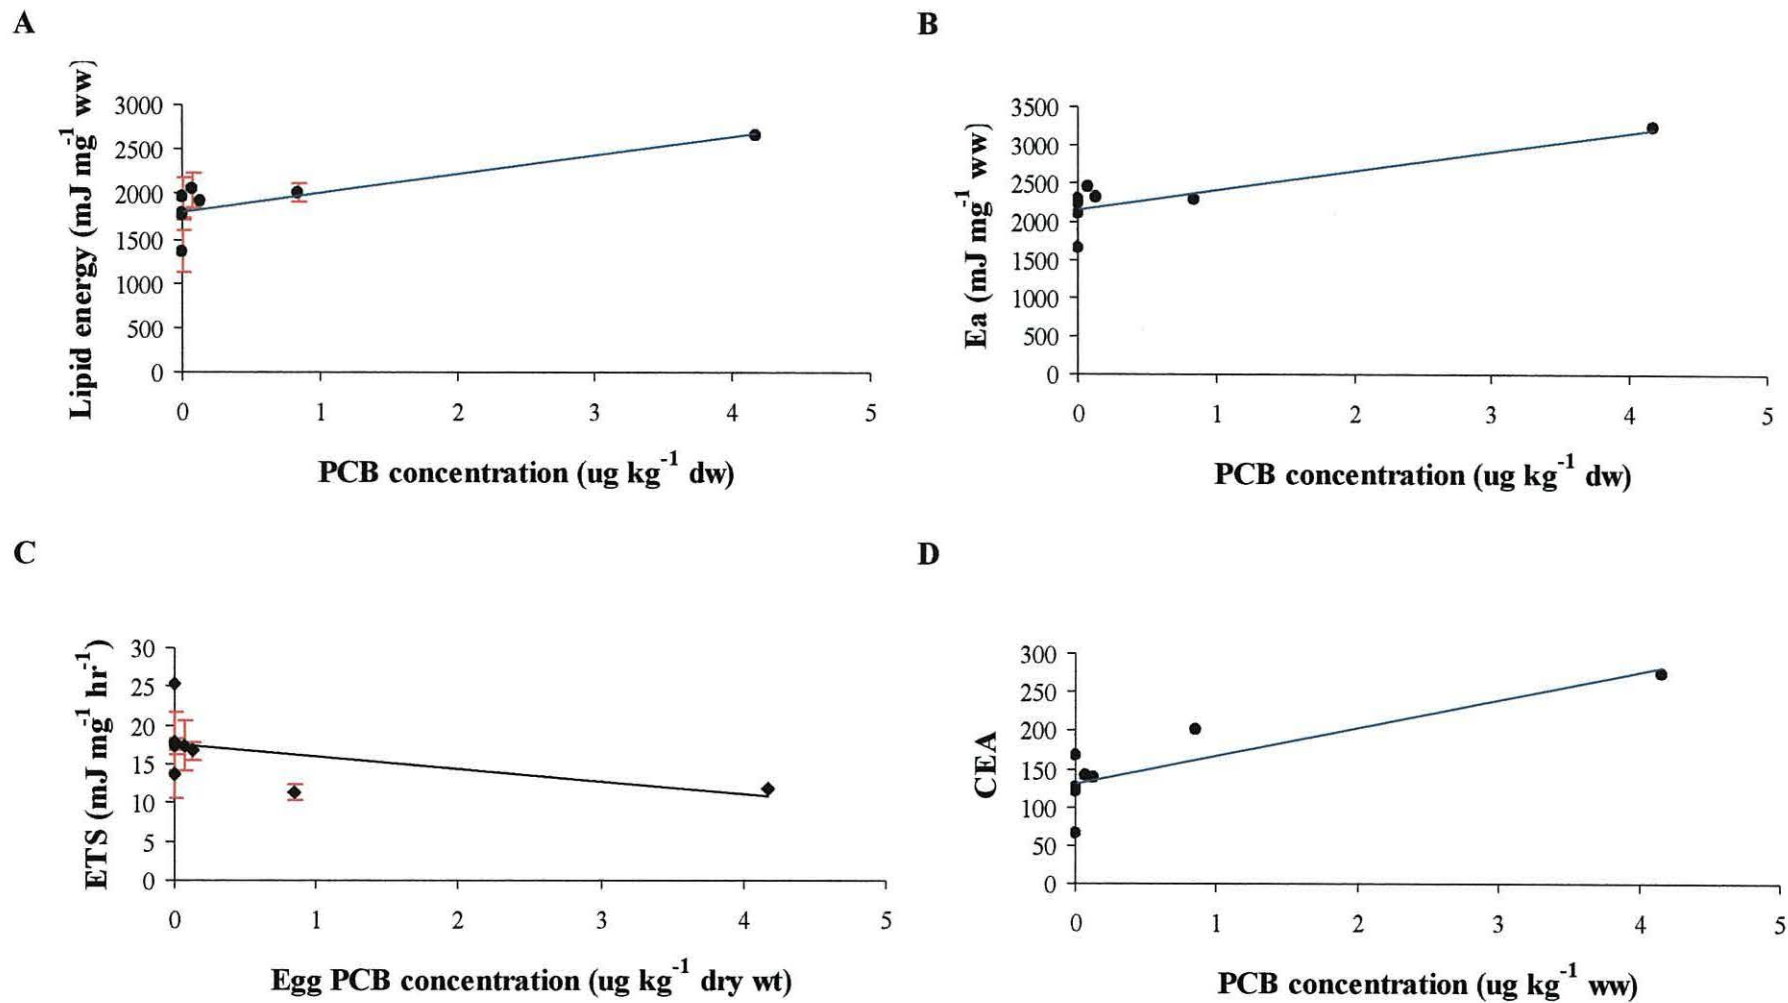 A
Lipid energy (mJ mg-1 ww)
3000
2500
2000
1500
1000
500
0
0 1 2 3 4 5
PCB concentration (ug kg-1 dw)
B
Ea (mJ mg-1 ww)
3500
3000
2500
2000
1500
1000
500
0
0 1 2 3 4 5
PCB concentration (ug kg-1 dw)
C
ETS (mJ mg-1 hr-1)
30
25
20
15
10
5
0
0 1 2 3 4 5
Egg PCB concentration (ug kg-1 dry wt)
D
CEA
300
250
200
150
100
50
0
0 1 2 3 4 5
PCB concentration (ug kg-1 ww)